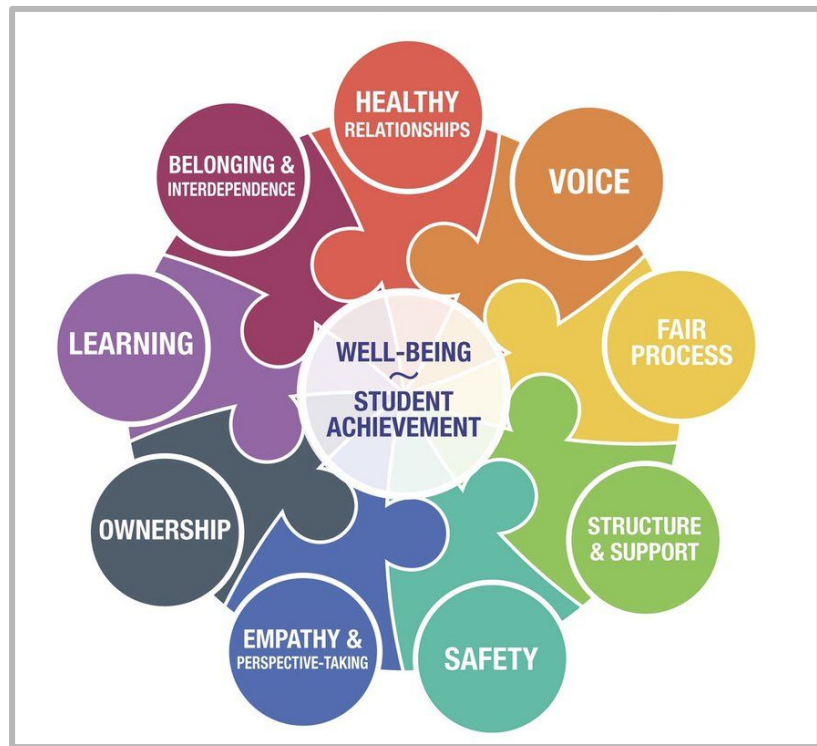 HEALTHY
RELATIONSHIPS
VOICE
FAIR
PROCESS
STRUCTURE
& SUPPORT
SAFETY
EMPATHY &
PERSPECTIVE-TAKING
OWNERSHIP
LEARNING
BELONGING &
INTERDEPENDENCE
WELL-BEING
~
STUDENT
ACHIEVEMENT